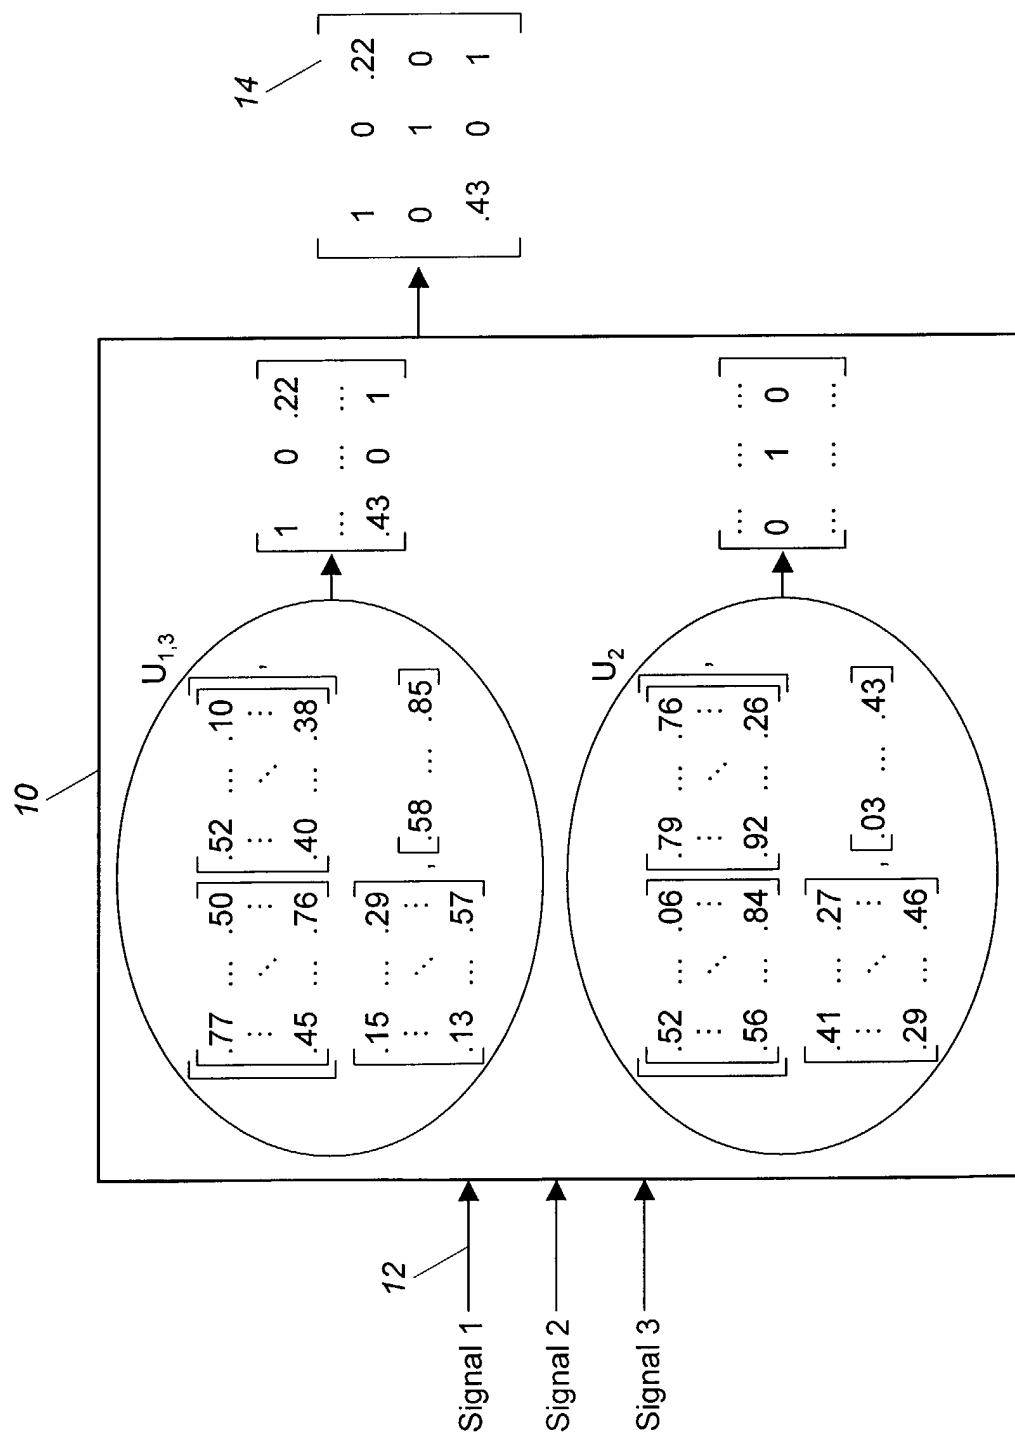 10
14
U1,3
[[.77 ... .50] [.52 ... .10]
⋮ ⋱ ⋮ ⋮ ⋱ ⋮
[.45 ... .76] [.40 ... .38]],
[.15 ... .29
⋮ ⋱ ⋮
.13 ... .57], [.58 ... .85]
[1 0 .22
... ... ...
.43 0 1]
[1 0 .22
0 1 0
.43 0 1]
12
Signal 1
Signal 2
Signal 3
U2
[[.52 ... .06] [.79 ... .76]
⋮ ⋱ ⋮ ⋮ ⋱ ⋮
[.56 ... .84] [.92 ... .26]],
[.41 ... .27
⋮ ⋱ ⋮
.29 ... .46], [.03 ... .43]
[... ... ...
0 1 0
... ... ...]